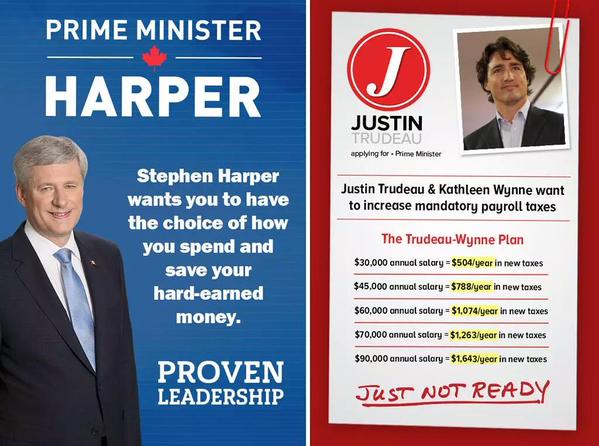 PRIME MINISTER
HARPER
Stephen Harper
wants you to have
the choice of how
you spend and
save your
hard-earned
money.
PROVEN
LEADERSHIP
J
JUSTIN
TRUDEAU
applying for • Prime Minister
Justin Trudeau & Kathleen Wynne want
to increase mandatory payroll taxes
The Trudeau-Wynne Plan
$30,000 annual salary = $504/year in new taxes
$45,000 annual salary = $788/year in new taxes
$60,000 annual salary = $1,074/year in new taxes
$70,000 annual salary = $1,263/year in new taxes
$90,000 annual salary = $1,643/year in new taxes
JUST NOT READY